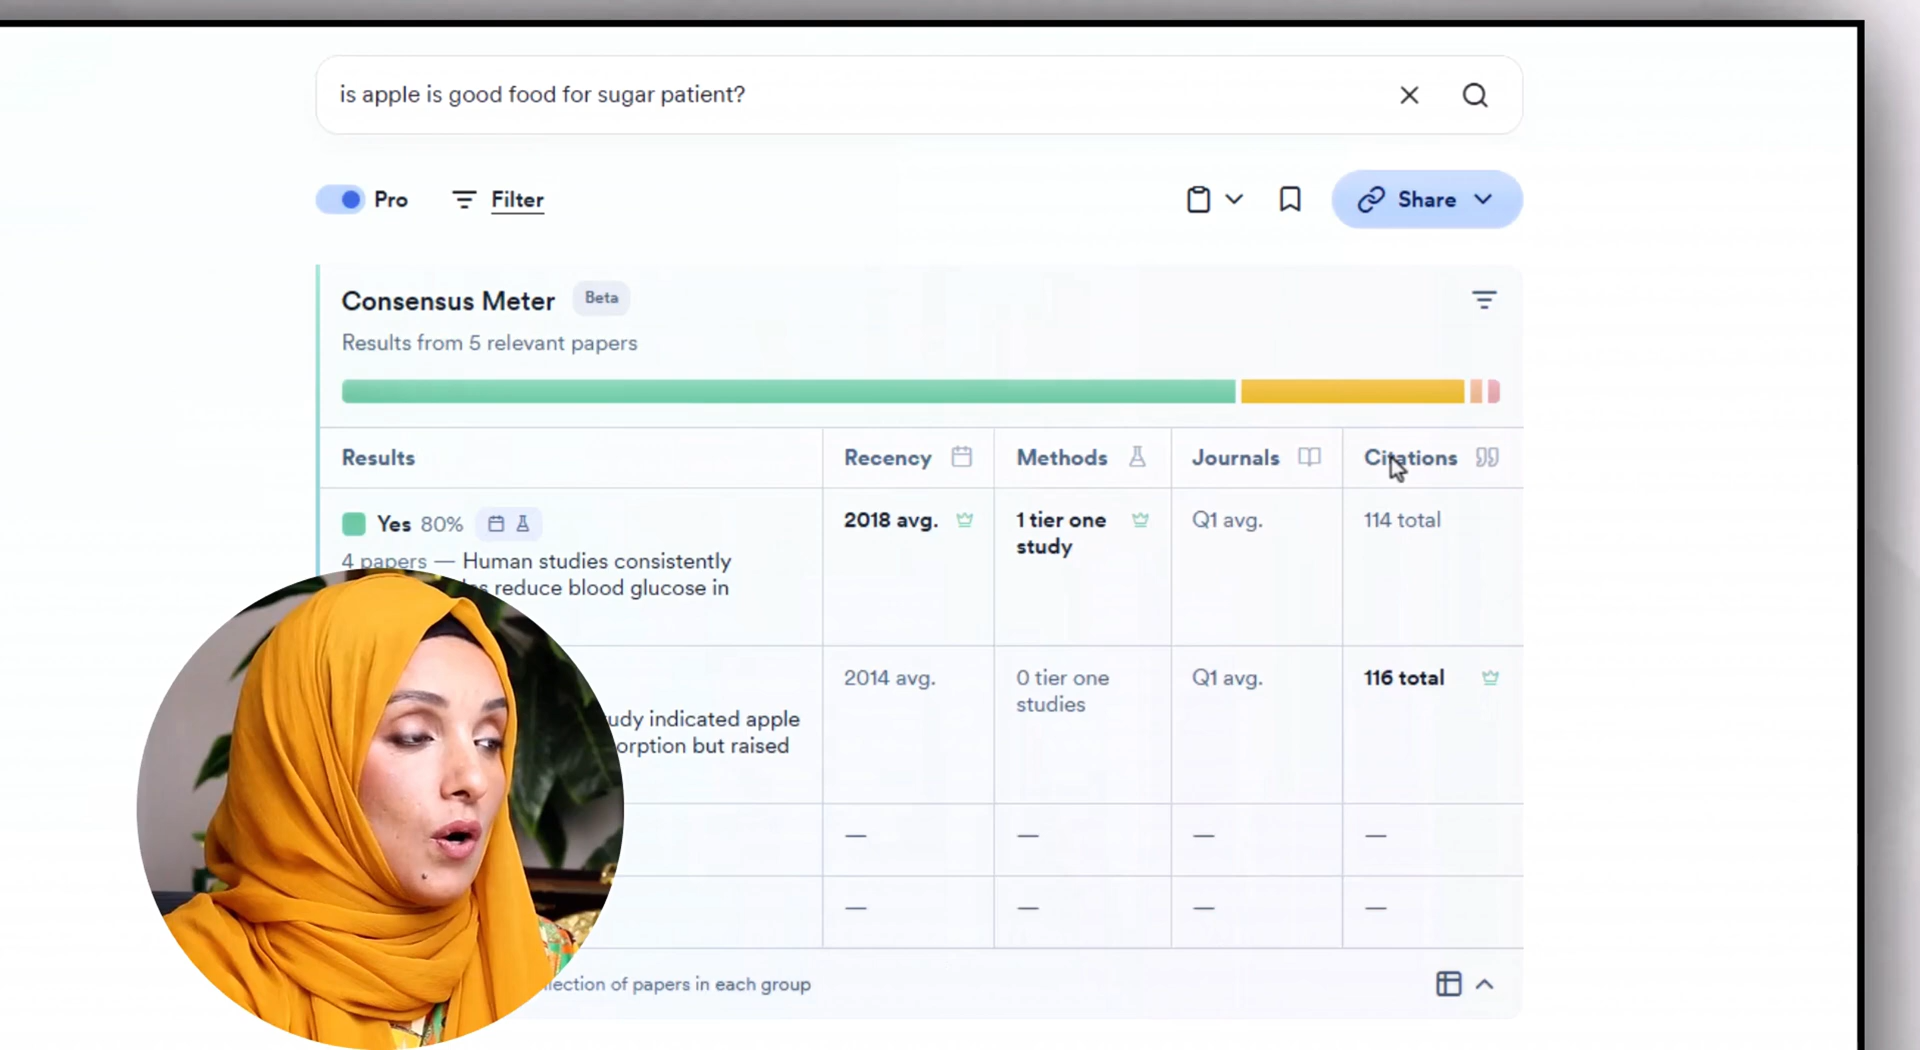 is apple is good food for sugar patient?
Pro
Filter
Share
Consensus Meter
Beta
Results from 5 relevant papers
Results
Recency
Methods
Journals
Citations
Yes 80%
4 papers — Human studies consistently
reduce blood glucose in
2018 avg.
1 tier one
study
Q1 avg.
114 total
indicated apple
but raised
2014 avg.
0 tier one
studies
Q1 avg.
116 total
—
—
—
—
—
—
—
—
of papers in each group